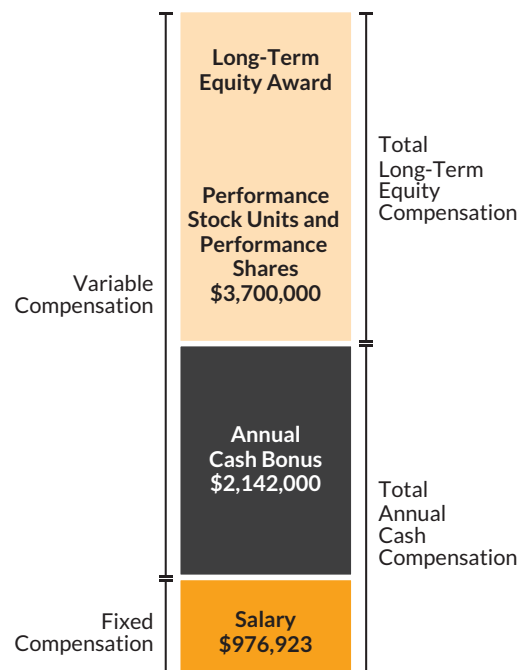 Long-Term
Equity Award
Total
Long-Term
Equity
Compensation
Performance
Stock Units and
Performance
Shares
$3,700,000
Variable
Compensation
Annual
Cash Bonus
$2,142,000
Total
Annual
Cash
Compensation
Fixed
Compensation
Salary
$976,923